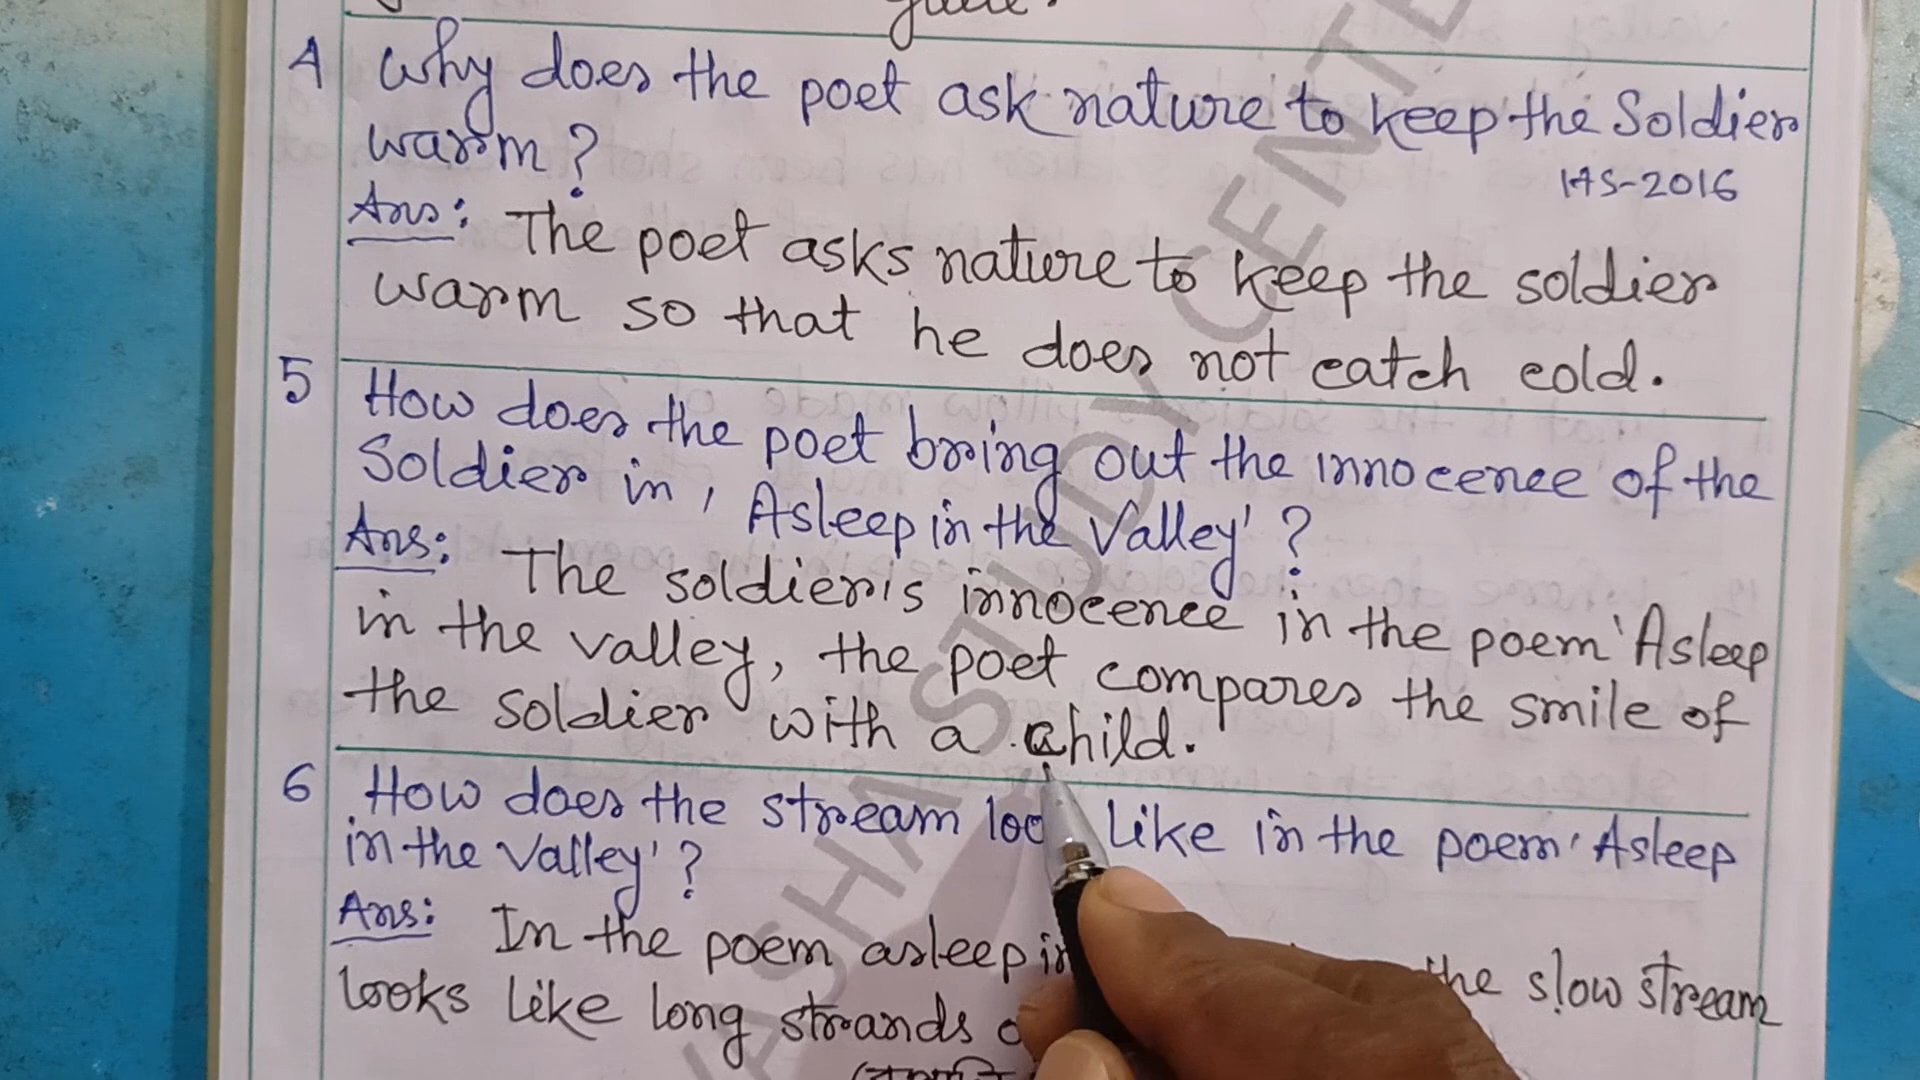 4 Why does the poet ask nature to keep the Soldier
warm?
HS-2016
Ans: The poet asks nature to keep the soldier
warm so that he does not catch cold.
5 How does the poet bring out the innocence of the
Soldier in, 'Asleep in the Valley'?
Ans: The soldier's innocence in the poem 'Asleep
in the valley, the poet compares the smile of
the soldier with a child.
6 How does the stream look like in the poem 'Asleep
in the Valley'?
Ans: In the poem asleep in the slow stream
looks like long strands
STUDY CENTE